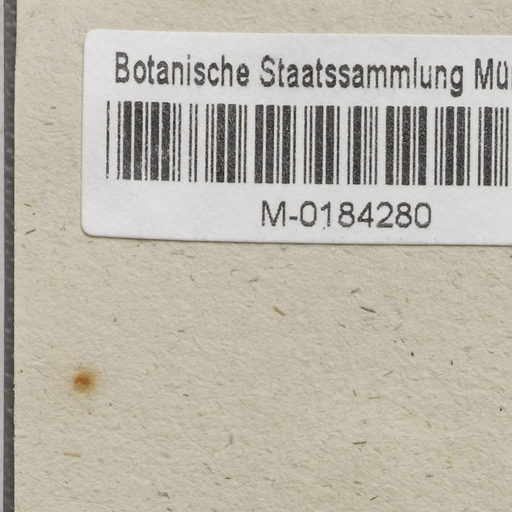 Botanische Staatssammlung Mü
M-0184280